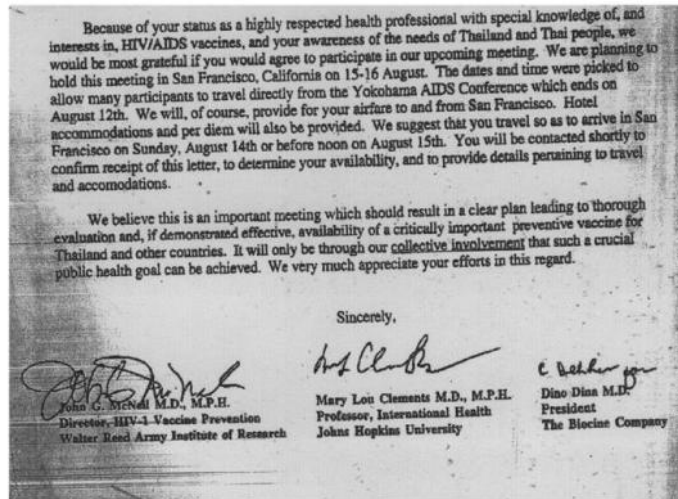 Because of your status as a highly respected health professional with special knowledge of, and
interests in, HIV/AIDS vaccines, and your awareness of the needs of Thailand and Thai people, we
would be most grateful if you would agree to participate in our upcoming meeting. We are planning to
hold this meeting in San Francisco, California on 15-16 August. The dates and time were picked to
allow many participants to travel directly from the Yokohama AIDS Conference which ends on
August 12th. We will, of course, provide for your airfare to and from San Francisco. Hotel
accommodations and per diem will also be provided. We suggest that you travel so as to arrive in San
Francisco on Sunday, August 14th or before noon on August 15th. You will be contacted shortly to
confirm receipt of this letter, to determine your availability, and to provide details pertaining to travel
and accomodations.
We believe this is an important meeting which should result in a clear plan leading to thorough
evaluation and, if demonstrated effective, availability of a critically important preventive vaccine for
Thailand and other countries. It will only be through our collective involvement that such a crucial
public health goal can be achieved. We very much appreciate your efforts in this regard.
Sincerely,
John G. McNeil M.D., M.P.H.
Director, HIV-1 Vaccine Prevention
Walter Reed Army Institute of Research
Mary Lou Clements M.D., M.P.H.
Professor, International Health
Johns Hopkins University
Dino Dina M.D.
President
The Biocine Company